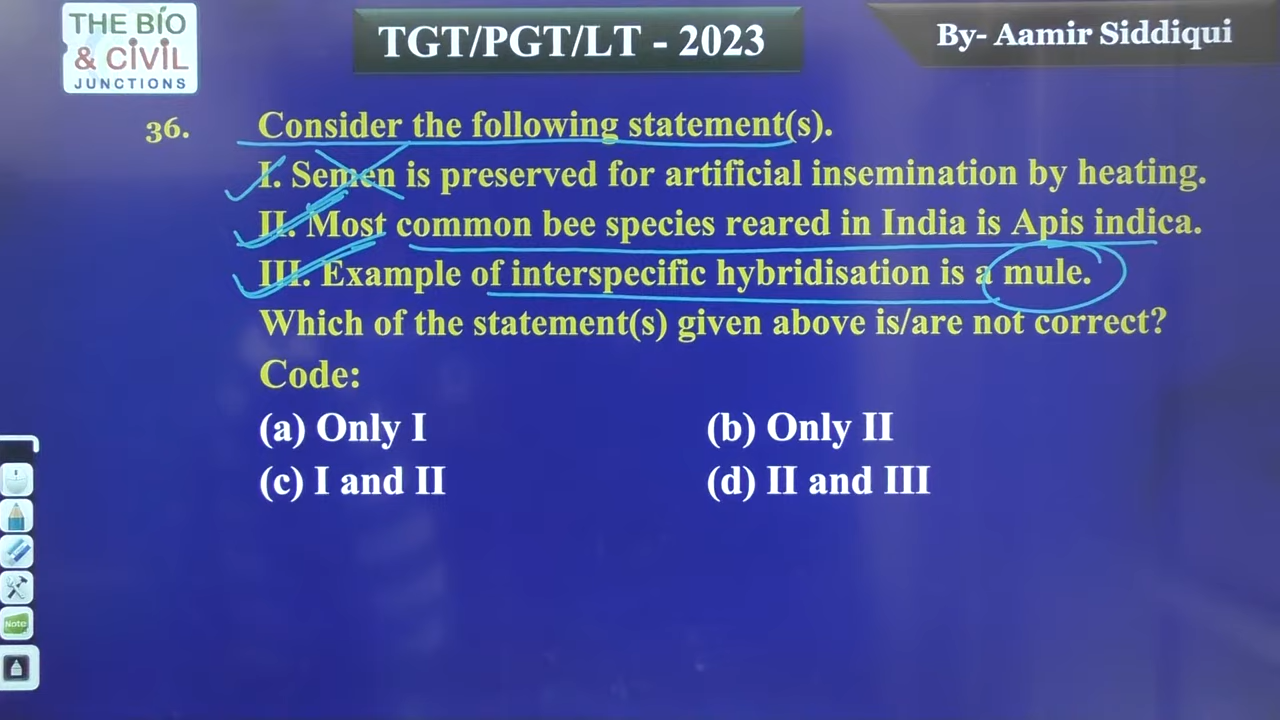 THE BIO
& CIVIL
JUNCTIONS
TGT/PGT/LT - 2023
By- Aamir Siddiqui
36. Consider the following statement(s).
I. Semen is preserved for artificial insemination by heating.
II. Most common bee species reared in India is Apis indica.
III. Example of interspecific hybridisation is a mule.
Which of the statement(s) given above is/are not correct?
Code:
(a) Only I (b) Only II
(c) I and II (d) II and III
Note